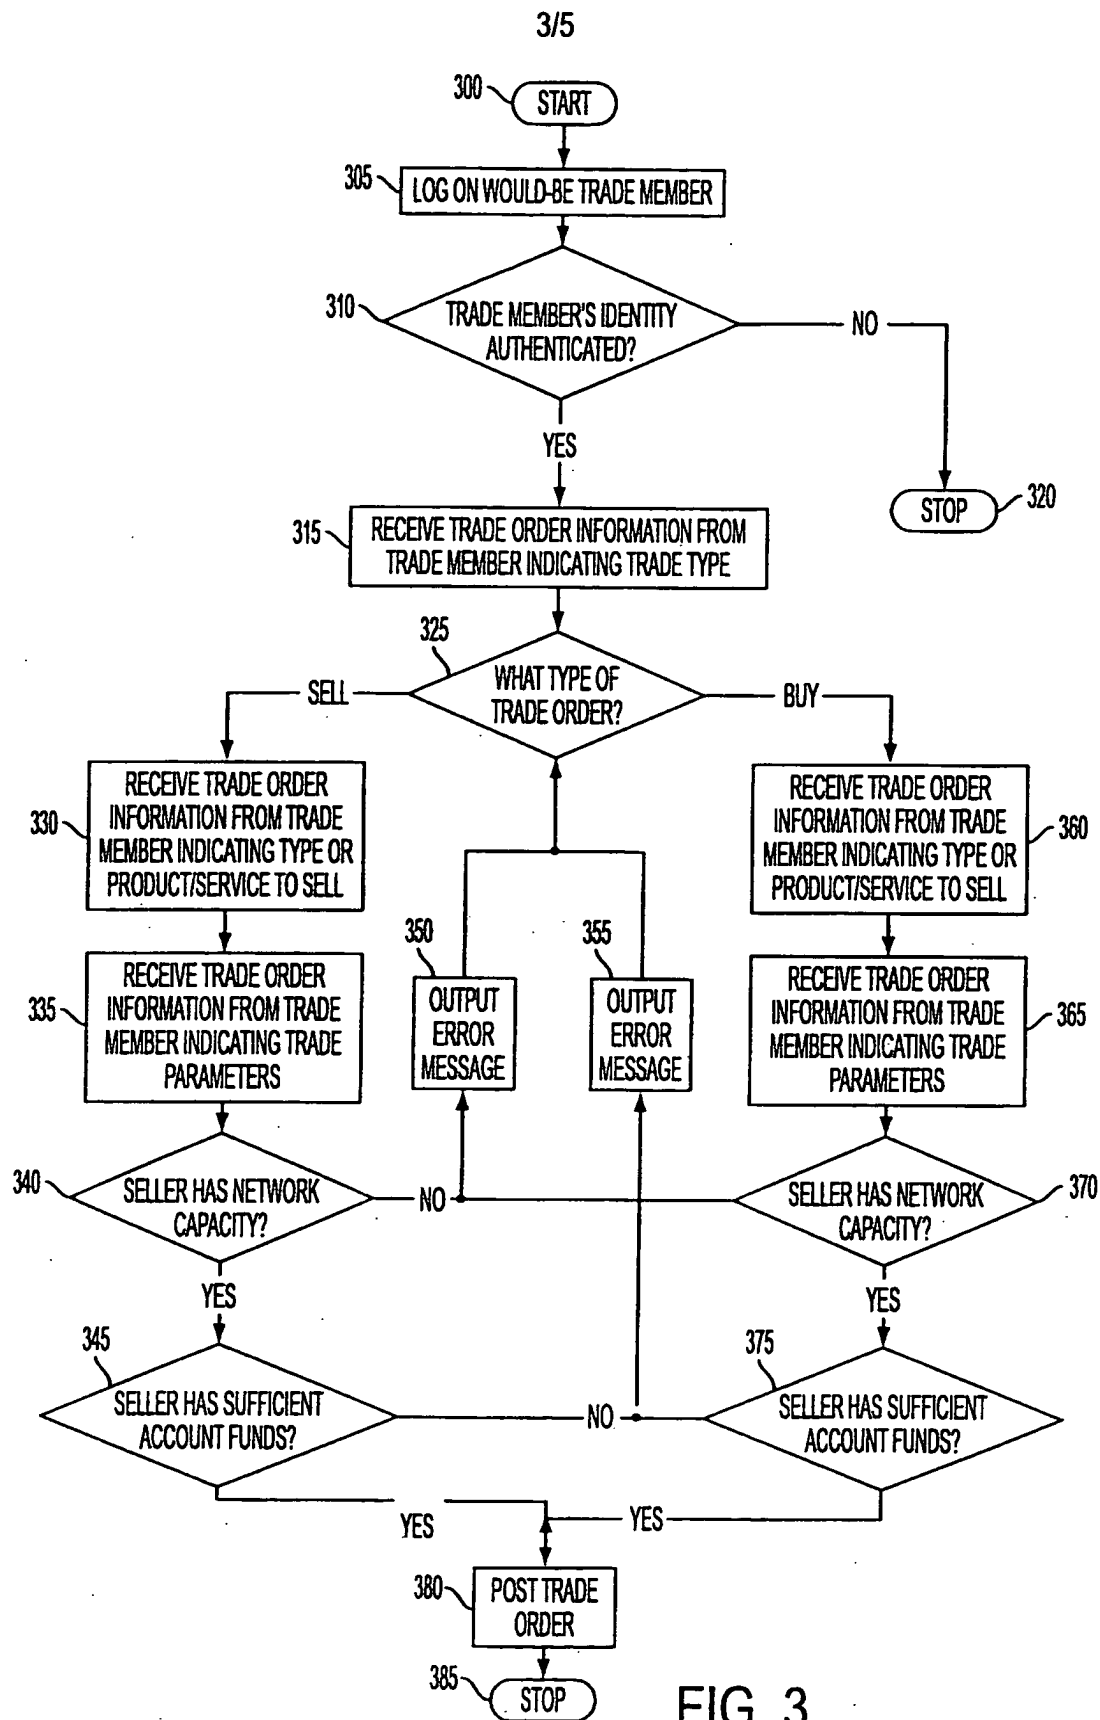 3/5
300
START
305
LOG ON WOULD-BE TRADE MEMBER
310
TRADE MEMBER'S IDENTITY
AUTHENTICATED?
NO
YES
STOP
320
315
RECEIVE TRADE ORDER INFORMATION FROM
TRADE MEMBER INDICATING TRADE TYPE
325
WHAT TYPE OF
TRADE ORDER?
SELL
BUY
330
RECEIVE TRADE ORDER
INFORMATION FROM TRADE
MEMBER INDICATING TYPE OR
PRODUCT/SERVICE TO SELL
RECEIVE TRADE ORDER
INFORMATION FROM TRADE
MEMBER INDICATING TYPE OR
PRODUCT/SERVICE TO SELL
360
335
RECEIVE TRADE ORDER
INFORMATION FROM TRADE
MEMBER INDICATING TRADE
PARAMETERS
350
OUTPUT
ERROR
MESSAGE
355
OUTPUT
ERROR
MESSAGE
RECEIVE TRADE ORDER
INFORMATION FROM TRADE
MEMBER INDICATING TRADE
PARAMETERS
365
340
SELLER HAS NETWORK
CAPACITY?
NO
SELLER HAS NETWORK
CAPACITY?
370
YES
YES
345
SELLER HAS SUFFICIENT
ACCOUNT FUNDS?
NO
375
SELLER HAS SUFFICIENT
ACCOUNT FUNDS?
YES
YES
380
POST TRADE
ORDER
385
STOP
FIG. 3